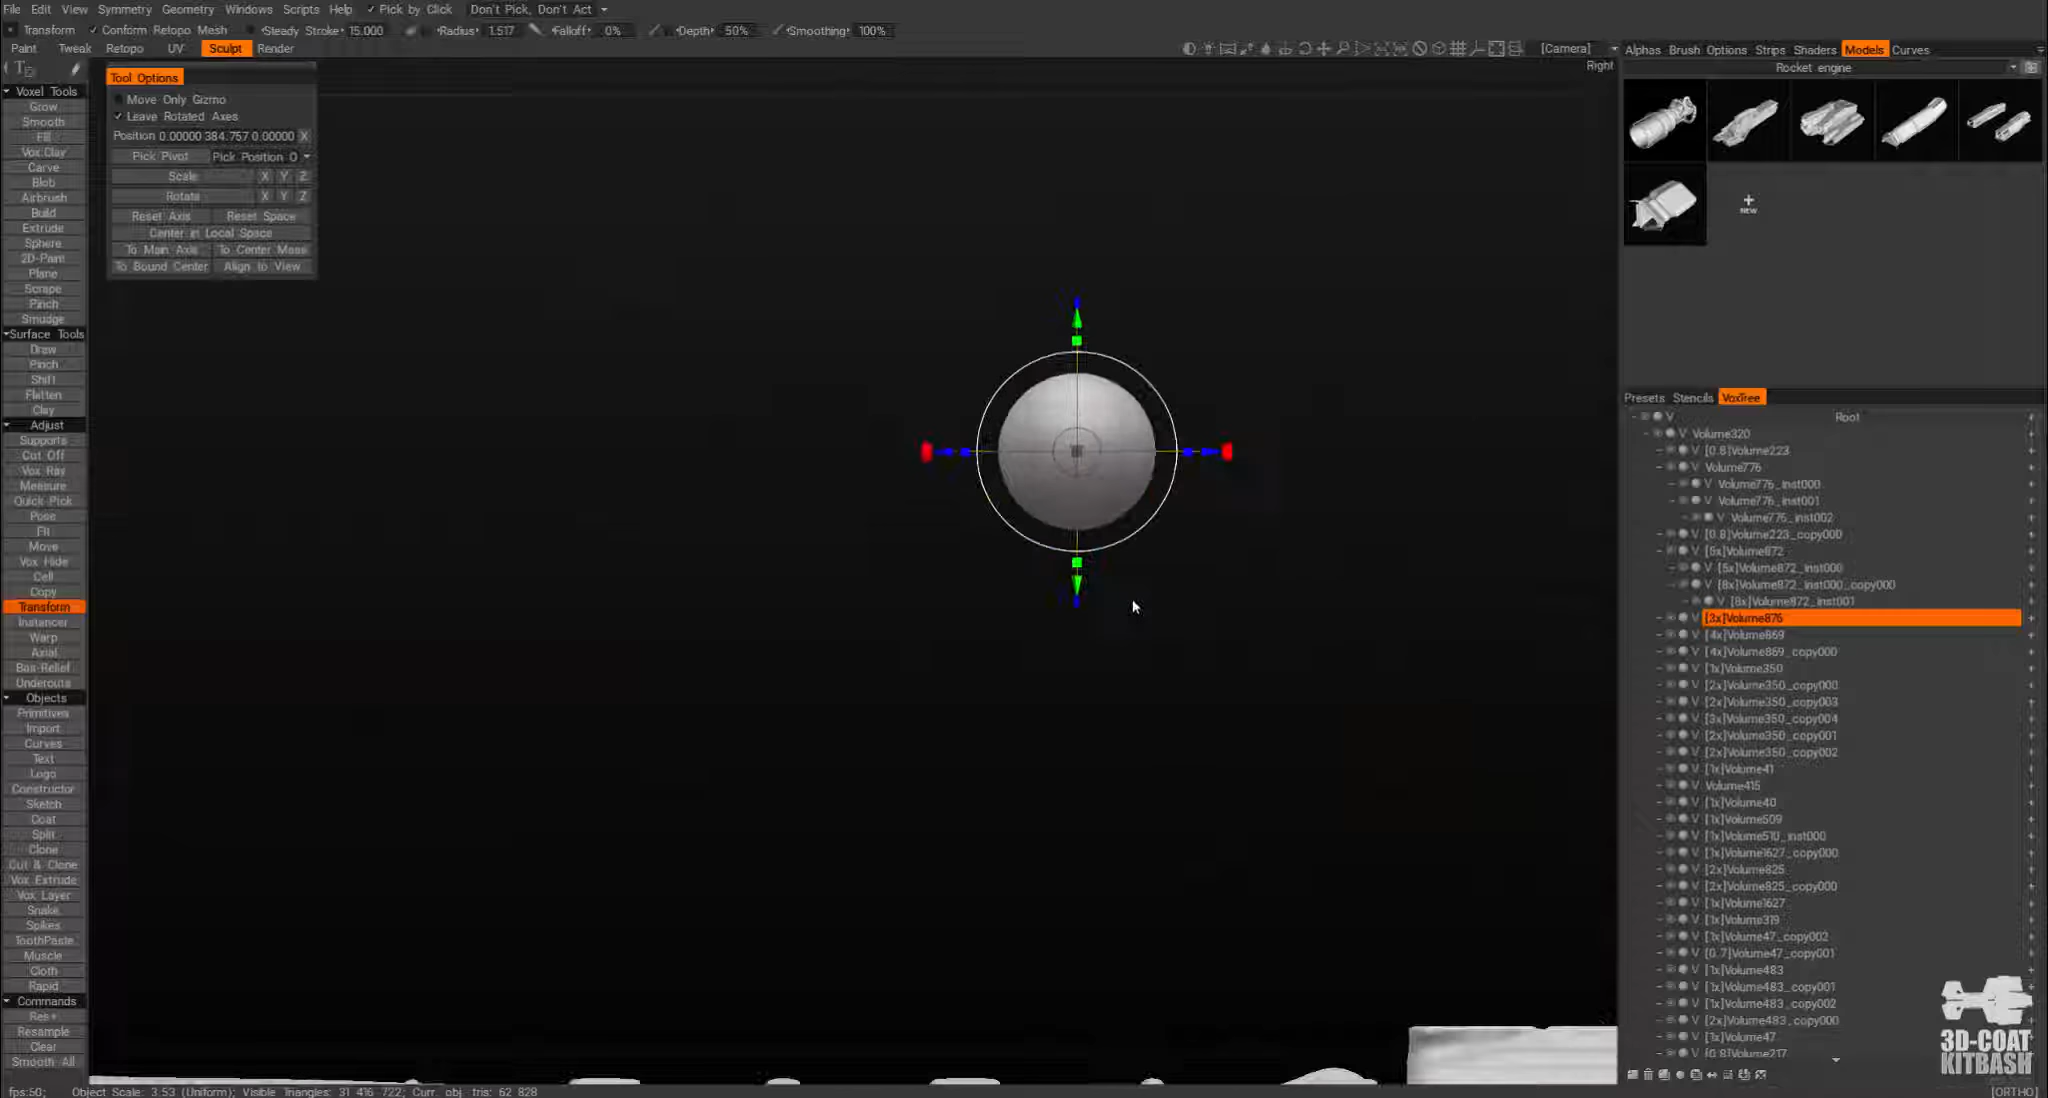 File Edit View Symmetry Geometry Windows Scripts Help Pick by Click Don't Pick, Don't Act
Transform Conform Retopo Mesh Steady Stroke 15.000 Radius 1.517 Falloff 0% Depth 50% Smoothing 100%
Paint Tweak Retopo UV Sculpt Render [Camera] Alphas Brush Options Strips Shaders Models Curves
Right
Rocket engine
NEW
Tool Options
Move Only Gizmo
Leave Rotated Axes
Position 0.00000 384.757 0.00000 X
Pick Pivot Pick Position O
Scale X Y Z
Rotate X Y Z
Reset Axis Reset Space
Center in Local Space
To Main Axis To Center Mass
To Bound Center Align to View
Voxel Tools
Grow
Smooth
Fill
Vox Clay
Carve
Blob
Airbrush
Build
Extrude
Sphere
2D-Paint
Plane
Scrape
Pinch
Smudge
Surface Tools
Draw
Pinch
Shift
Flatten
Clay
Adjust
Supports
Cut Off
Vox Ray
Measure
Quick Pick
Pose
Fit
Move
Vox Hide
Cell
Copy
Transform
Instancer
Warp
Axial
Bas-Relief
Undercuts
Objects
Primitives
Import
Curves
Text
Logo
Constructor
Sketch
Coat
Split
Clone
Cut & Clone
Vox Extrude
Vox Layer
Snake
Spikes
ToothPaste
Muscle
Cloth
Rapid
Commands
Res+
Resample
Clear
Smooth All
Presets Stencils VoxTree
V Root
V Volume320
V [0.8]Volume223
V Volume776
V Volume776_inst000
V Volume776_inst001
V Volume776_inst002
V [0.8]Volume223_copy000
V [6x]Volume872
V [5x]Volume872_inst000
V [8x]Volume872_inst000_copy000
V [8x]Volume872_inst001
V [3x]Volume876
V [4x]Volume869
V [4x]Volume869_copy000
V [1x]Volume350
V [2x]Volume350_copy000
V [2x]Volume350_copy003
V [3x]Volume350_copy004
V [2x]Volume350_copy001
V [2x]Volume350_copy002
V [1x]Volume41
V Volume415
V [1x]Volume40
V [1x]Volume509
V [1x]Volume510_inst000
V [1x]Volume1627_copy000
V [2x]Volume825
V [2x]Volume825_copy000
V [1x]Volume1627
V [1x]Volume319
V [1x]Volume47_copy002
V [0.7]Volume47_copy001
V [1x]Volume483
V [1x]Volume483_copy001
V [1x]Volume483_copy002
V [2x]Volume483_copy000
V [1x]Volume47
V [0.8]Volume217
3D-COAT
KITBASH
fps:50; Object Scale: 3.53 (Uniform); Visible Triangles: 31 416 722; Curr. obj tris: 62 828
[ORTHO]